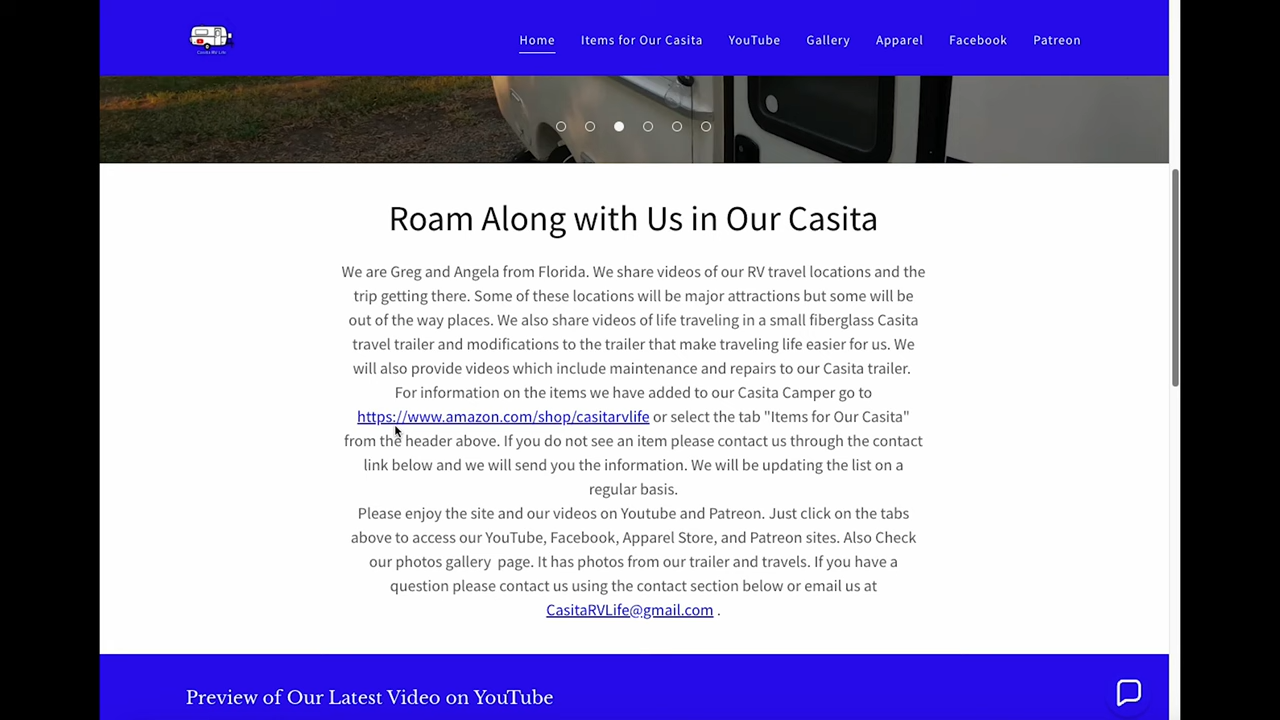 Home Items for Our Casita YouTube Gallery Apparel Facebook Patreon
Roam Along with Us in Our Casita
We are Greg and Angela from Florida. We share videos of our RV travel locations and the
trip getting there. Some of these locations will be major attractions but some will be
out of the way places. We also share videos of life traveling in a small fiberglass Casita
travel trailer and modifications to the trailer that make traveling life easier for us. We
will also provide videos which include maintenance and repairs to our Casita trailer.
For information on the items we have added to our Casita Camper go to
https://www.amazon.com/shop/casitarvlife or select the tab "Items for Our Casita"
from the header above. If you do not see an item please contact us through the contact
link below and we will send you the information. We will be updating the list on a
regular basis.
Please enjoy the site and our videos on Youtube and Patreon. Just click on the tabs
above to access our YouTube, Facebook, Apparel Store, and Patreon sites. Also Check
our photos gallery  page. It has photos from our trailer and travels. If you have a
question please contact us using the contact section below or email us at
CasitaRVLife@gmail.com .
Preview of Our Latest Video on YouTube